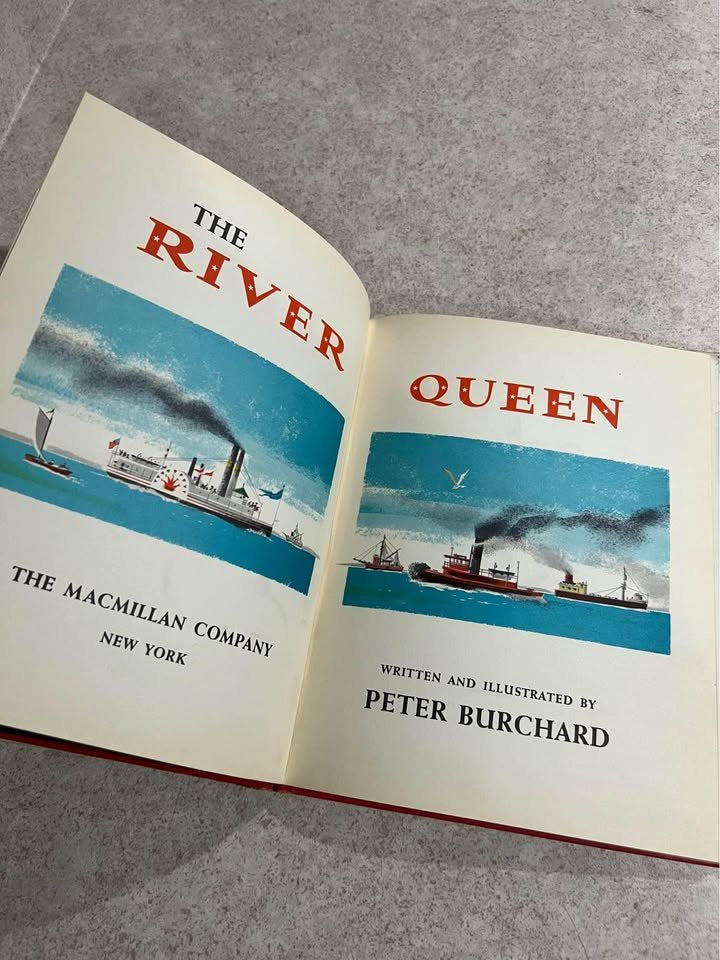 THE
RIVER
THE MACMILLAN COMPANY
NEW YORK
QUEEN
WRITTEN AND ILLUSTRATED BY
PETER BURCHARD